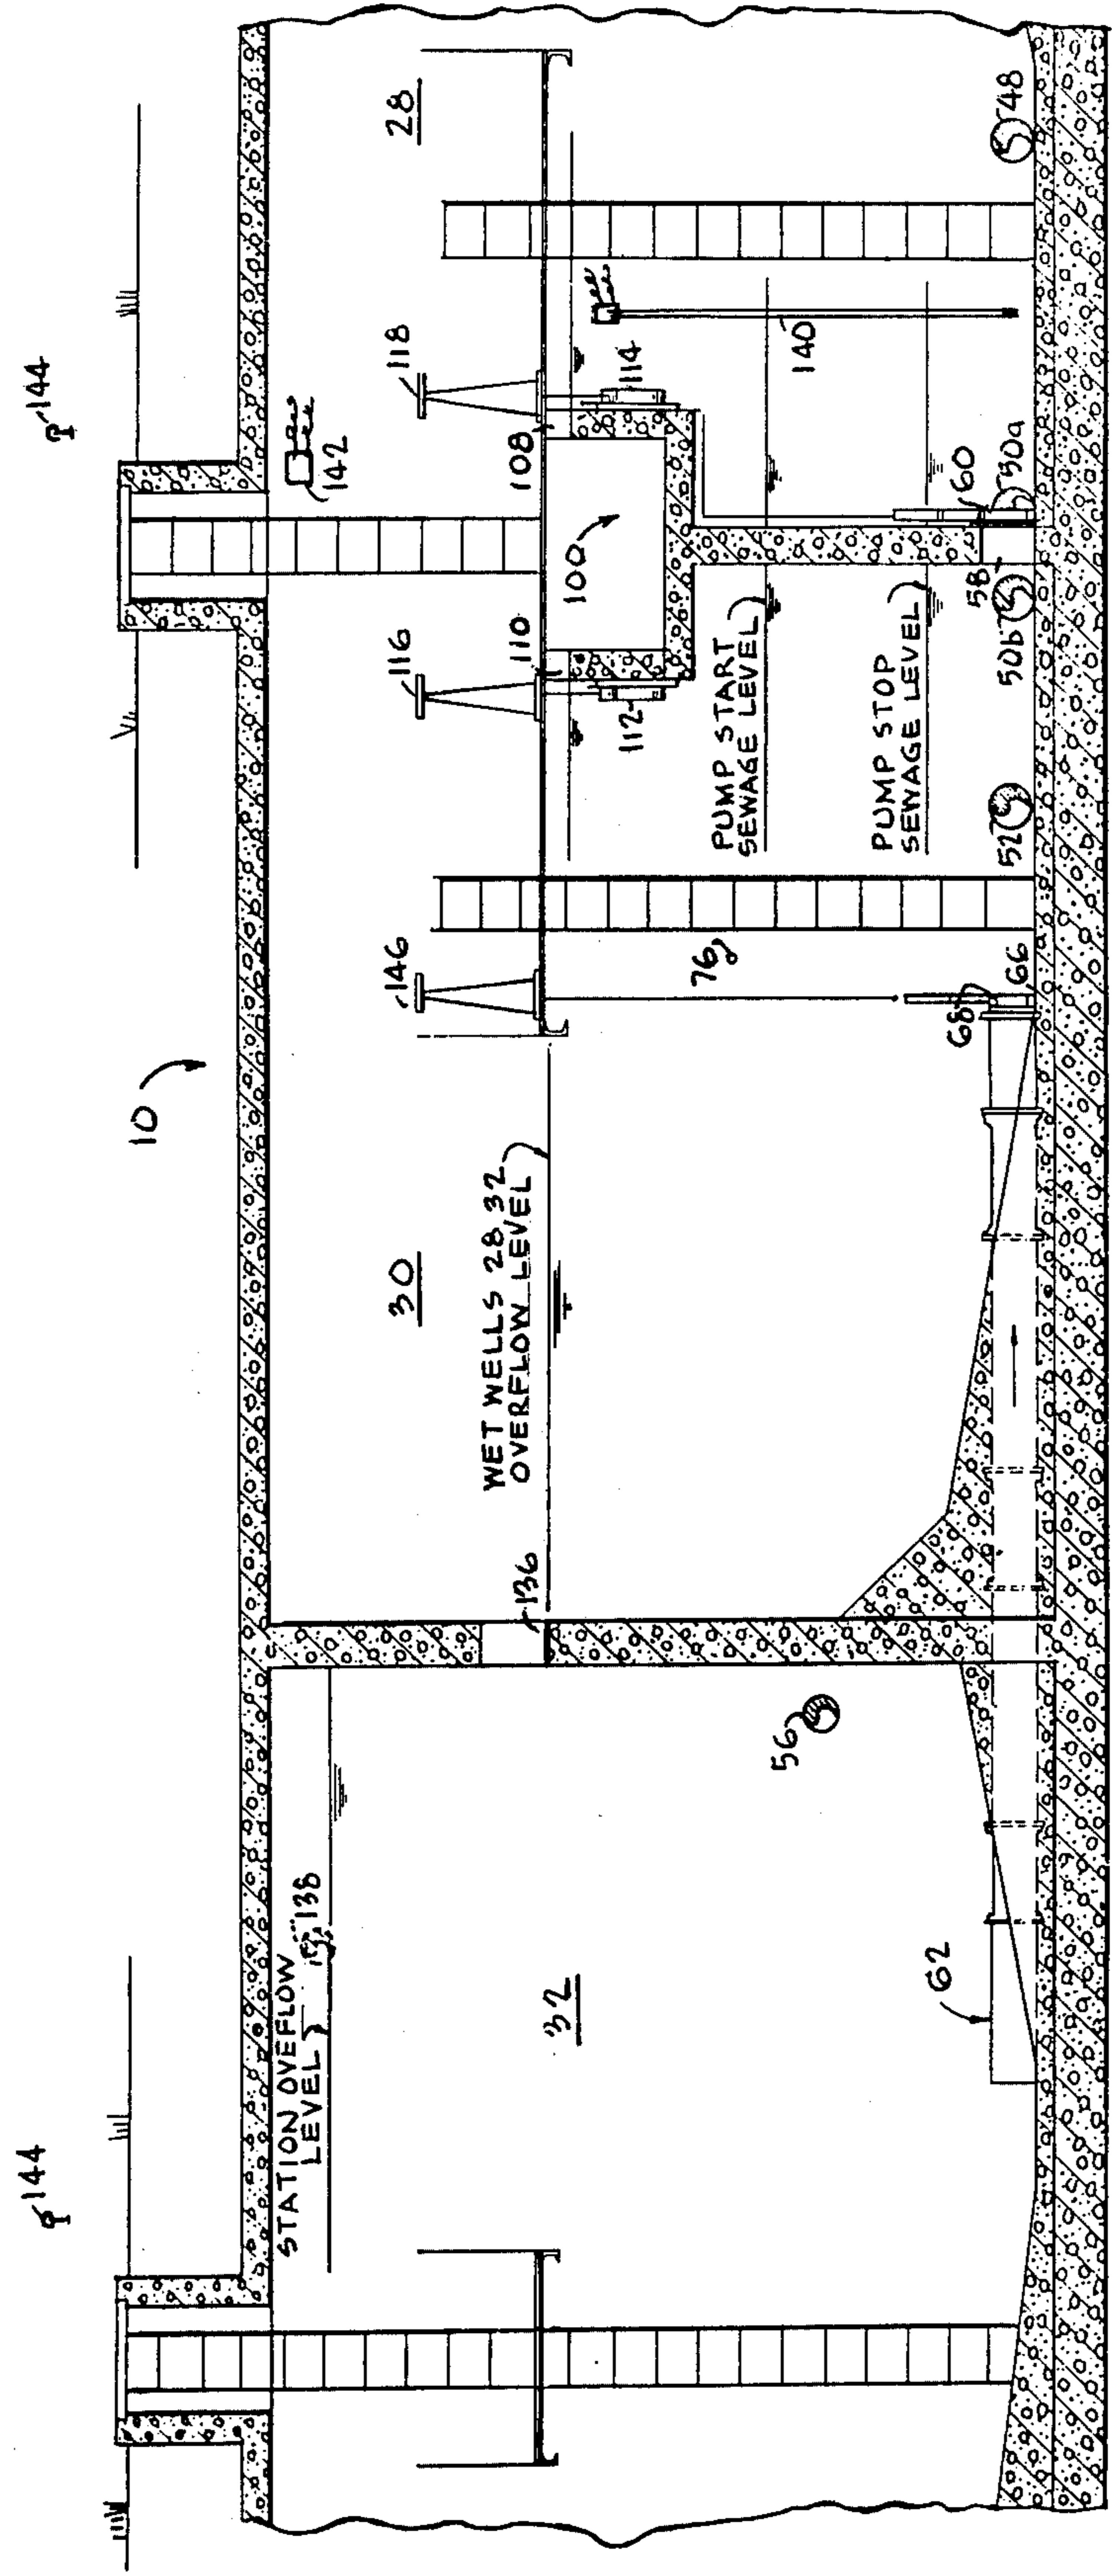 144
144
10
STATION OVEFLOW
LEVEL
138
32
56
62
136
30
WET WELLS 28,32
OVERFLOW LEVEL
146
76
68
66
116
110
112
100
118
108
114
142
28
PUMP START
SEWAGE LEVEL
PUMP STOP
SEWAGE LEVEL
140
52
50b
58
60
50a
48